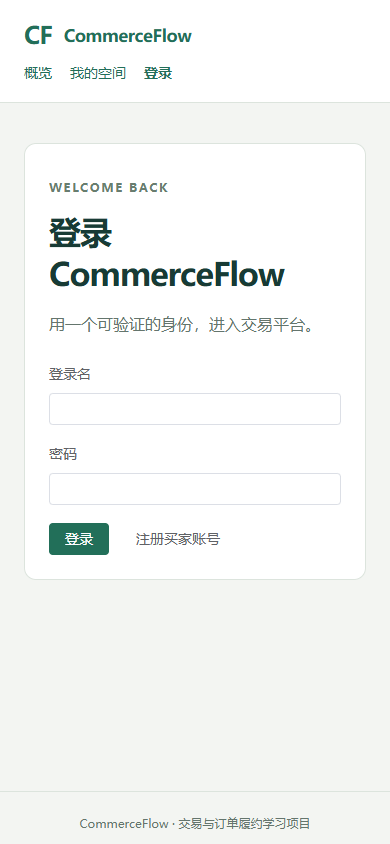 CF CommerceFlow
概览 我的空间 登录
WELCOME BACK
登录
CommerceFlow
用一个可验证的身份，进入交易平台。
登录名
密码
登录 注册买家账号
CommerceFlow · 交易与订单履约学习项目